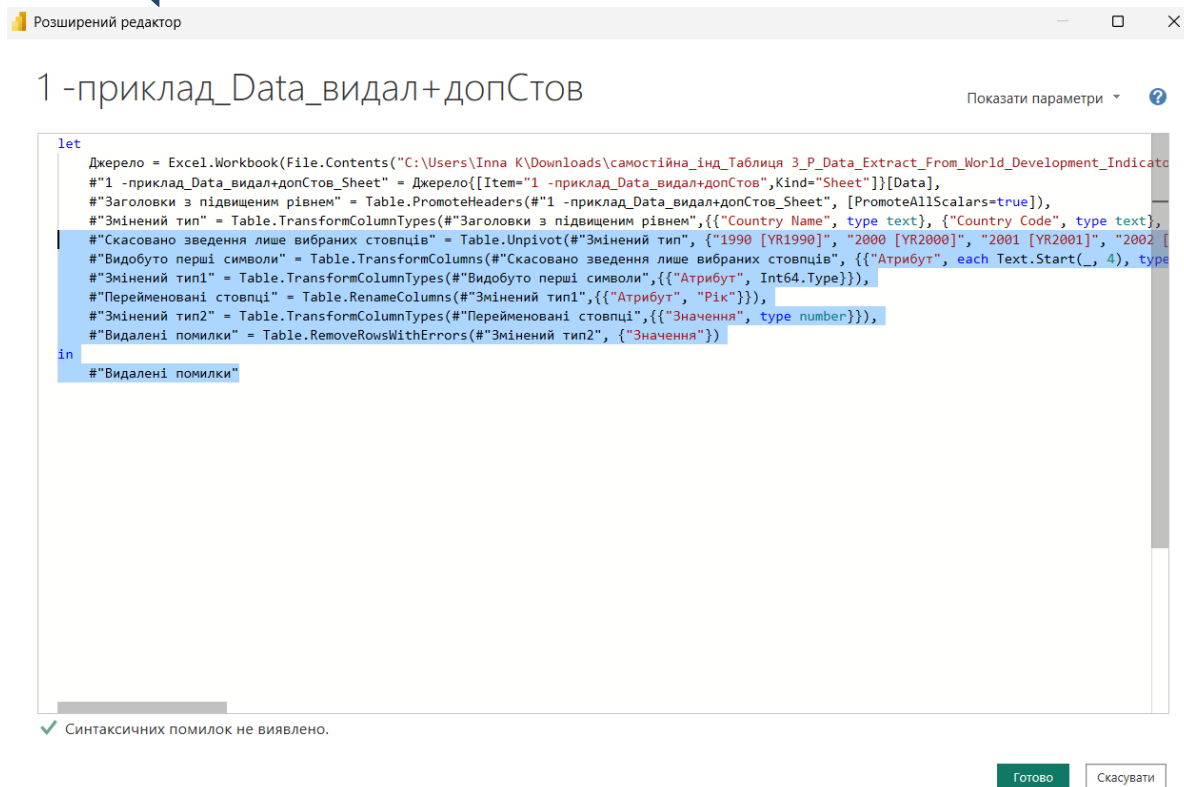 Розширений редактор
1 -приклад_Data_видал+допСтов
Показати параметри
?
let
Джерело = Excel.Workbook(File.Contents("C:\Users\Inna K\Downloads\самостійна_інд_Таблиця 3_P_Data_Extract_From_World_Development_Indicato
#"1 -приклад_Data_видал+допСтов_Sheet" = Джерело{[Item="1 -приклад_Data_видал+допСтов",Kind="Sheet"]}[Data],
#"Заголовки з підвищеним рівнем" = Table.PromoteHeaders(#"1 -приклад_Data_видал+допСтов_Sheet", [PromoteAllScalars=true]),
#"Змінений тип" = Table.TransformColumnTypes(#"Заголовки з підвищеним рівнем",{{"Country Name", type text}, {"Country Code", type text},
#"Скасовано зведення лише вибраних стовпців" = Table.Unpivot(#"Змінений тип", {"1990 [YR1990]", "2000 [YR2000]", "2001 [YR2001]", "2002 [
#"Видобуто перші символи" = Table.TransformColumns(#"Скасовано зведення лише вибраних стовпців", {{"Атрибут", each Text.Start(_, 4), type
#"Змінений тип1" = Table.TransformColumnTypes(#"Видобуто перші символи",{{"Атрибут", Int64.Type}}),
#"Перейменовані стовпці" = Table.RenameColumns(#"Змінений тип1",{{"Атрибут", "Рік"}}),
#"Змінений тип2" = Table.TransformColumnTypes(#"Перейменовані стовпці",{{"Значення", type number}}),
#"Видалені помилки" = Table.RemoveRowsWithErrors(#"Змінений тип2", {"Значення"})
in
#"Видалені помилки"
Синтаксичних помилок не виявлено.
Готово
Скасувати